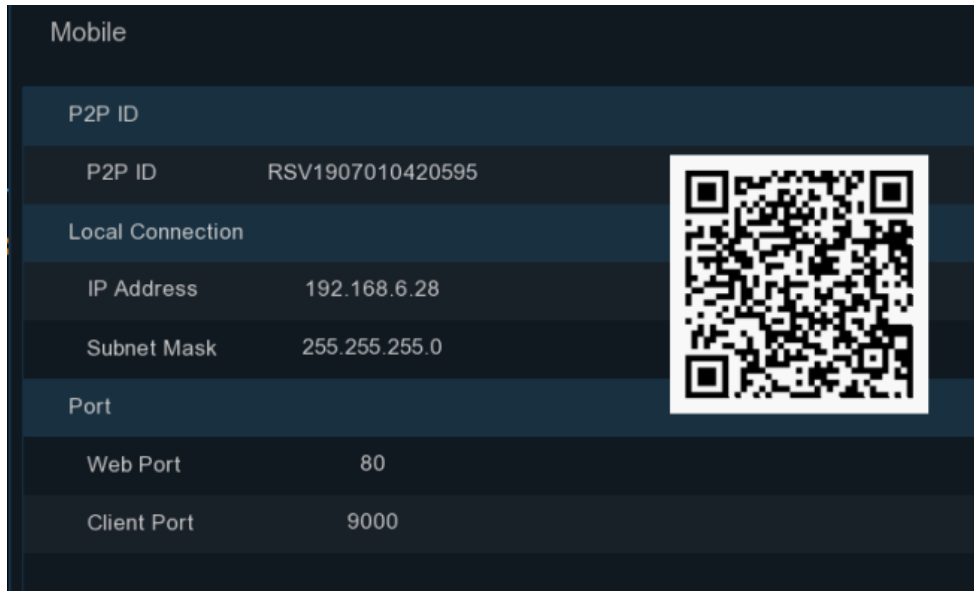 Mobile
P2P ID
P2P ID RSV1907010420595
Local Connection
IP Address 192.168.6.28
Subnet Mask 255.255.255.0
Port
Web Port 80
Client Port 9000